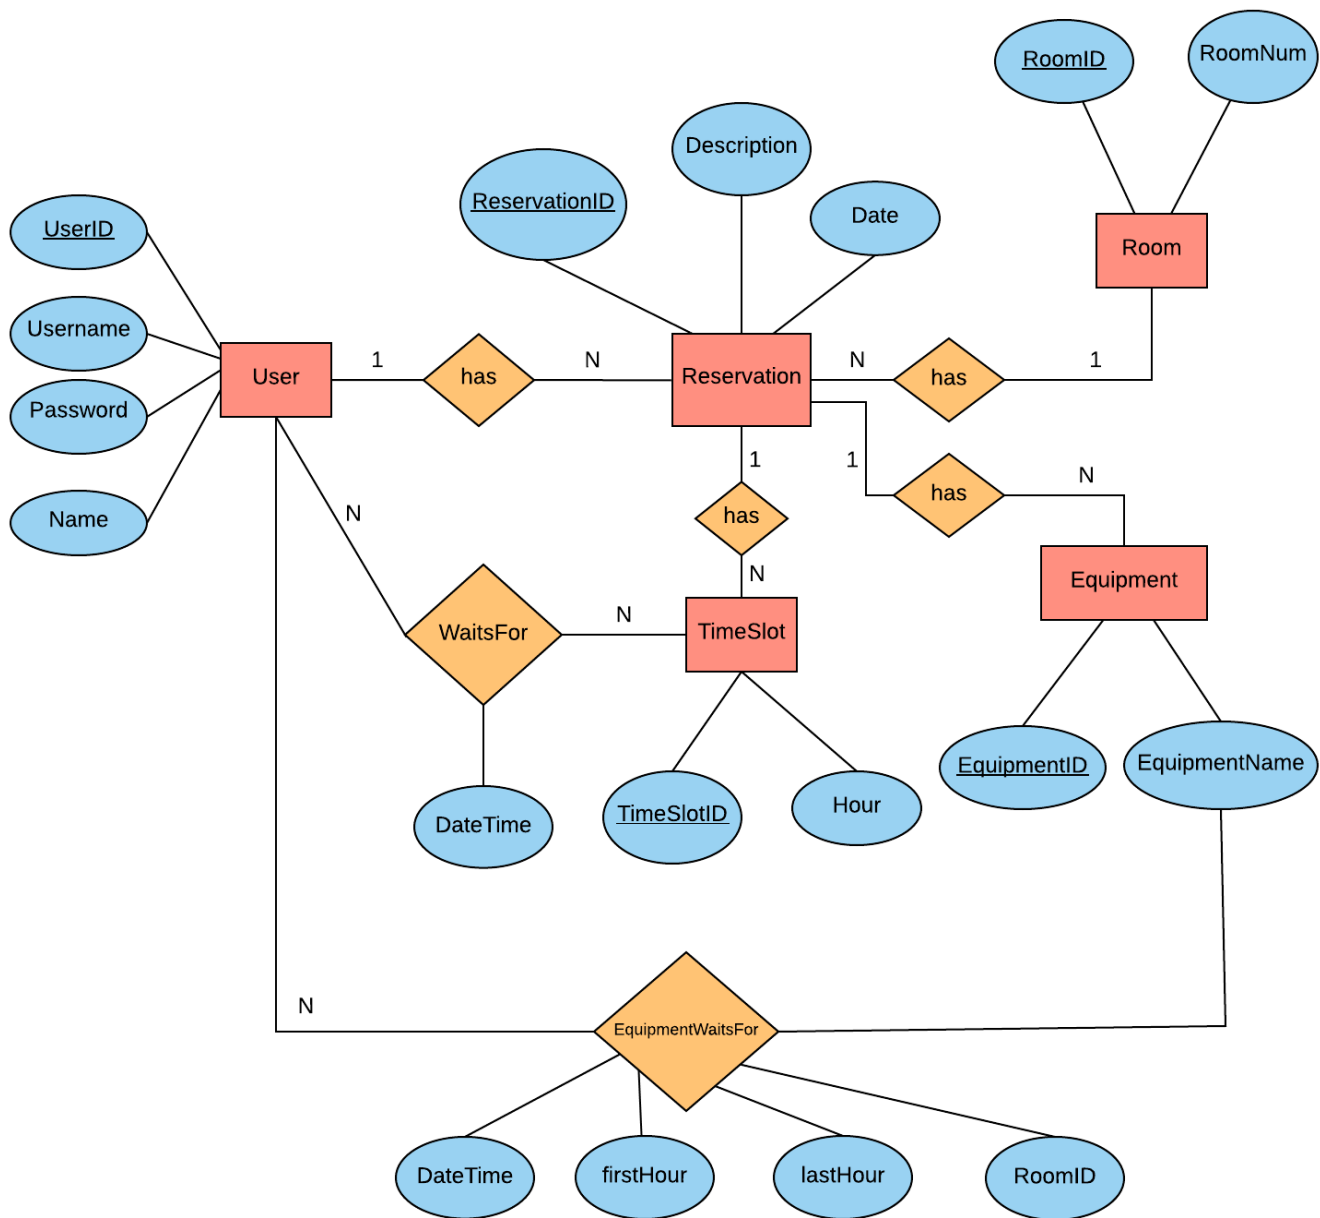 RoomID
RoomNum
Description
ReservationID
Date
UserID
Room
Username
User
1
has
N
Reservation
N
has
1
Password
1
1
has
N
Name
N
has
N
Equipment
WaitsFor
N
TimeSlot
EquipmentID
EquipmentName
DateTime
TimeSlotID
Hour
N
EquipmentWaitsFor
DateTime
firstHour
lastHour
RoomID